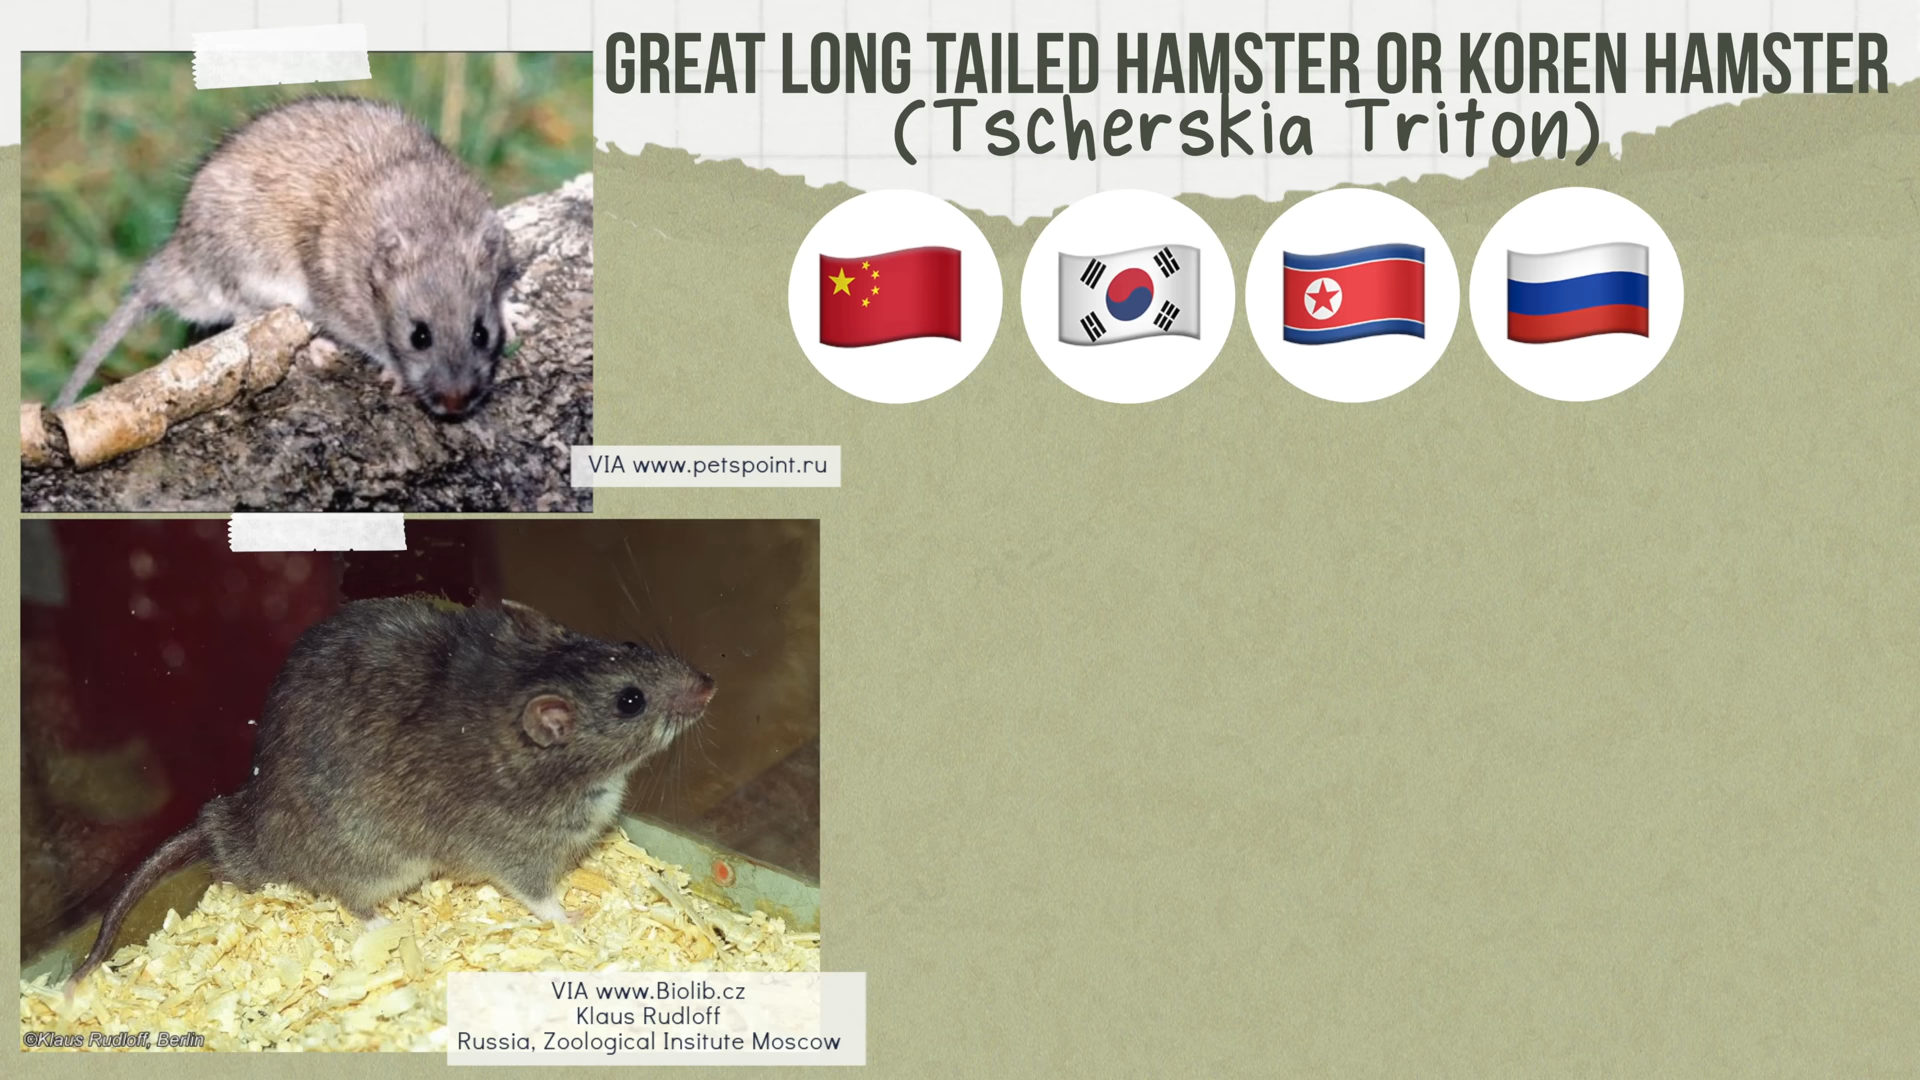 GREAT LONG TAILED HAMSTER OR KOREN HAMSTER
(Tscherskia Triton)
VIA www.petspoint.ru
VIA www.Biolib.cz
Klaus Rudloff
Russia, Zoological Insitute Moscow
©Klaus Rudloff, Berlin